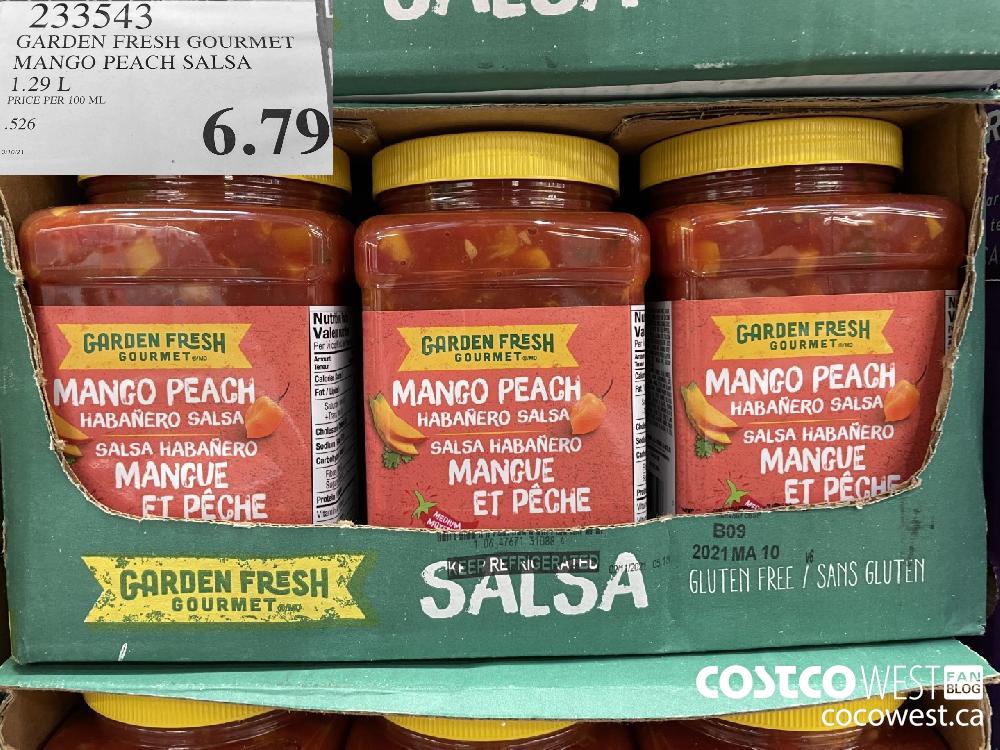 233543
GARDEN FRESH GOURMET
MANGO PEACH SALSA
1.29 L
PRICE PER 100 ML
.526
6.79
SALSA
GARDEN FRESH
GOURMET
MANGO PEACH
HABAÑERO SALSA
SALSA HABAÑERO
MANGUE
ET PÊCHE
GARDEN FRESH
GOURMET
MANGO PEACH
HABAÑERO SALSA
SALSA HABAÑERO
MANGUE
ET PÊCHE
MEDIUM
GARDEN FRESH
GOURMET
MANGO PEACH
HABAÑERO SALSA
SALSA HABAÑERO
MANGUE
ET PÊCHE
GARDEN FRESH
GOURMET
KEEP REFRIGERATED
SALSA
B09
2021 MA 10
GLUTEN FREE / SANS GLUTEN
COSTCO WEST FAN BLOG
cocowest.ca